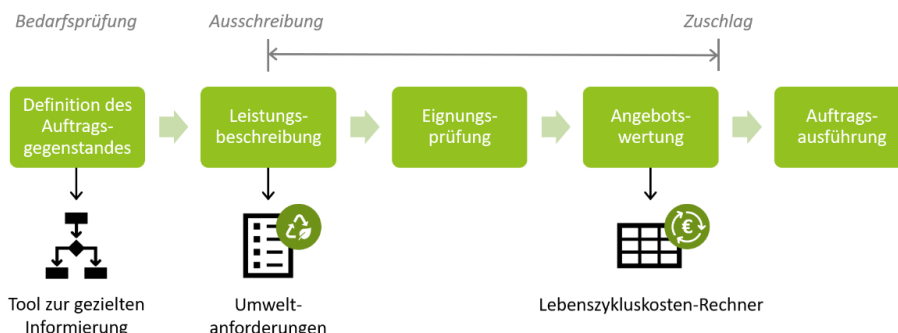 Bedarfsprüfung
Ausschreibung
Zuschlag
Definition des
Auftrags-
gegenstandes
Leistungs-
beschreibung
Eignungs-
prüfung
Angebots-
wertung
Auftrags-
ausführung
€
Tool zur gezielten
Informierung
Umwelt-
anforderungen
Lebenszykluskosten-Rechner